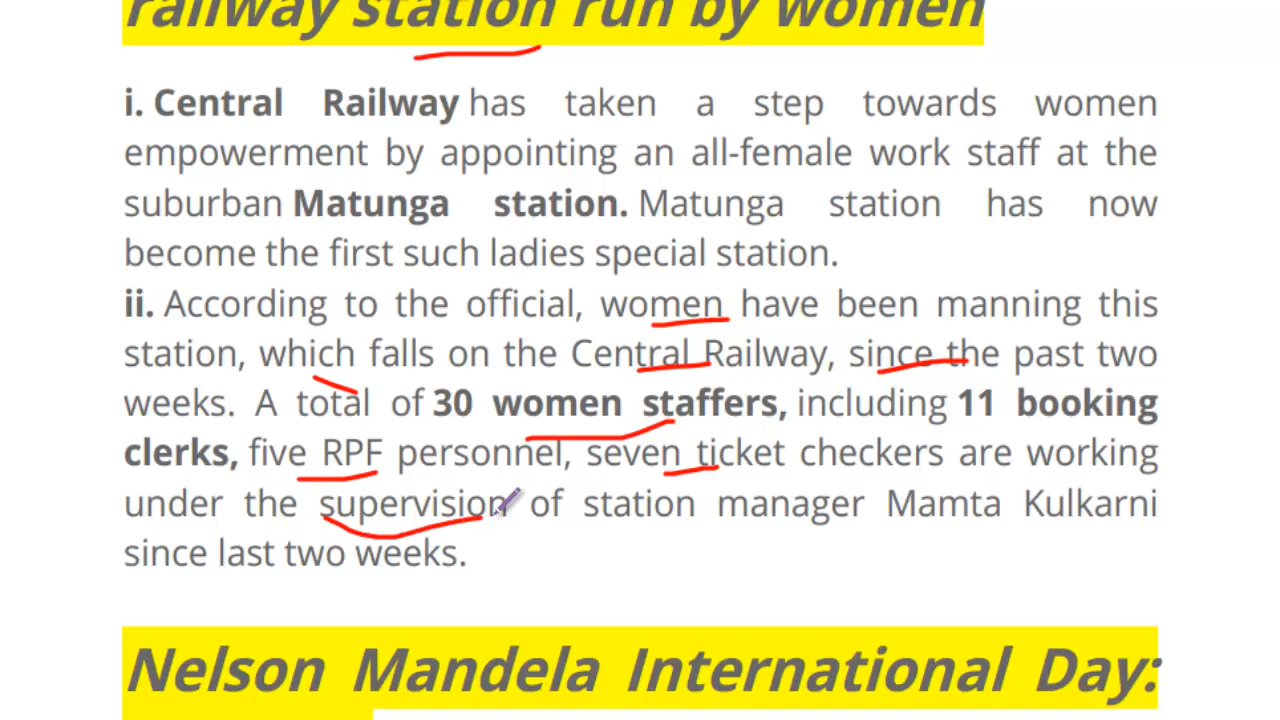 railway station run by women
i. Central Railway has taken a step towards women
empowerment by appointing an all-female work staff at the
suburban Matunga station. Matunga station has now
become the first such ladies special station.
ii. According to the official, women have been manning this
station, which falls on the Central Railway, since the past two
weeks. A total of 30 women staffers, including 11 booking
clerks, five RPF personnel, seven ticket checkers are working
under the supervision of station manager Mamta Kulkarni
since last two weeks.
Nelson Mandela International Day: